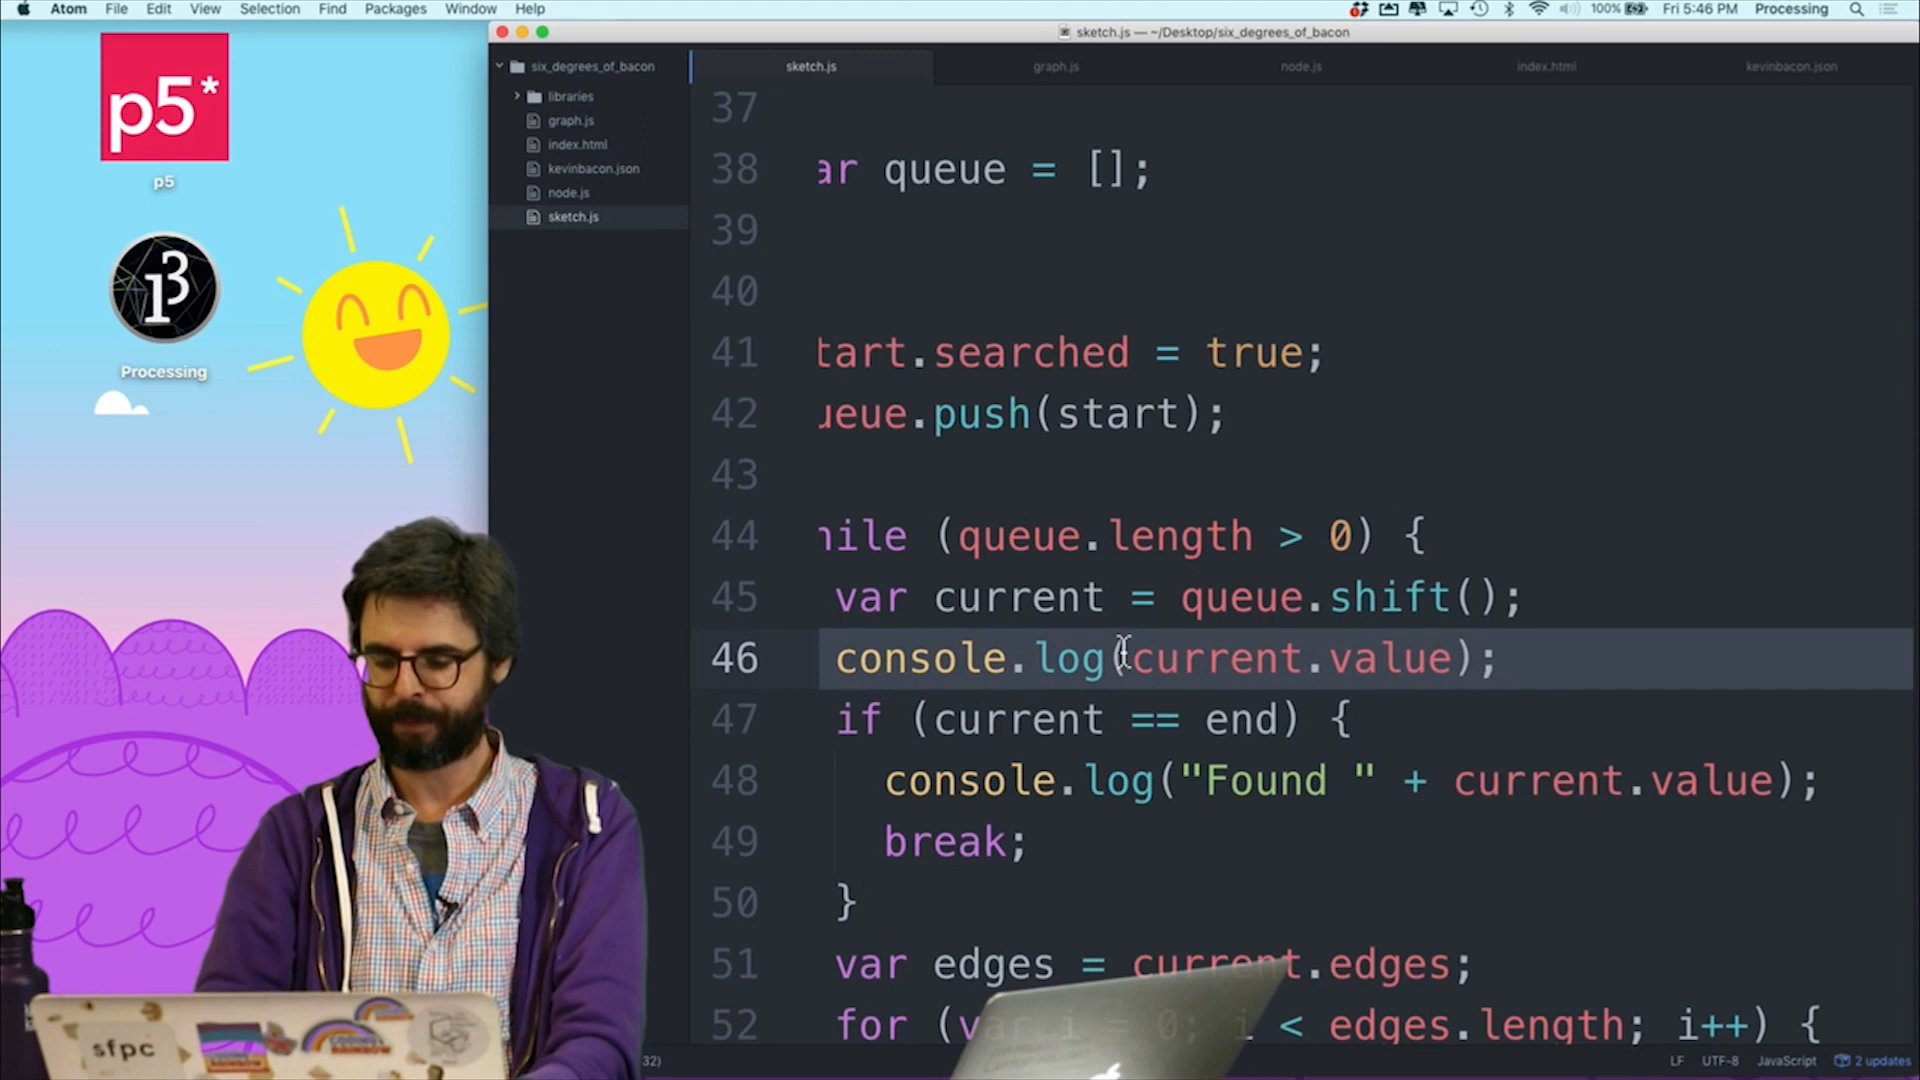 Atom File Edit View Selection Find Packages Window Help 100% Fri 5:46 PM Processing
sketch.js — ~/Desktop/six_degrees_of_bacon
p5*
p5
Processing
six_degrees_of_bacon
libraries
graph.js
index.html
kevinbacon.json
node.js
sketch.js
sketch.js graph.js node.js index.html kevinbacon.json
37
38 ar queue = [];
39
40
41 tart.searched = true;
42 ueue.push(start);
43
44 hile (queue.length > 0) {
45 var current = queue.shift();
46 console.log(current.value);
47 if (current == end) {
48 console.log("Found " + current.value);
49 break;
50 }
51 var edges = current.edges;
52 for (var i = 0; i < edges.length; i++) {
32) LF UTF-8 JavaScript 2 updates
sfpc
RAINBOW